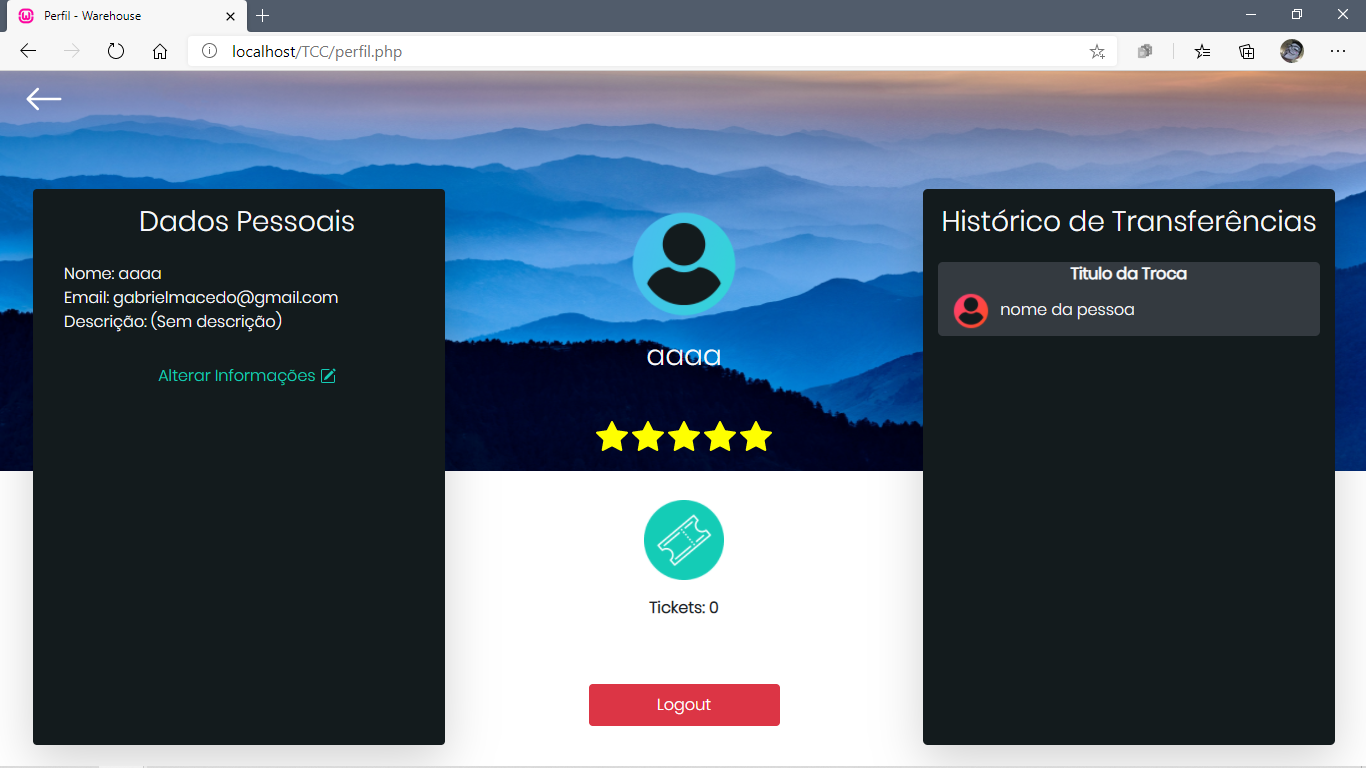 Perfil - Warehouse
localhost/TCC/perfil.php
Dados Pessoais
Nome: aaaa
Email: gabrielmacedo@gmail.com
Descrição: (Sem descrição)
Alterar Informações
aaaa
Tickets: 0
Logout
Histórico de Transferências
Titulo da Troca
nome da pessoa